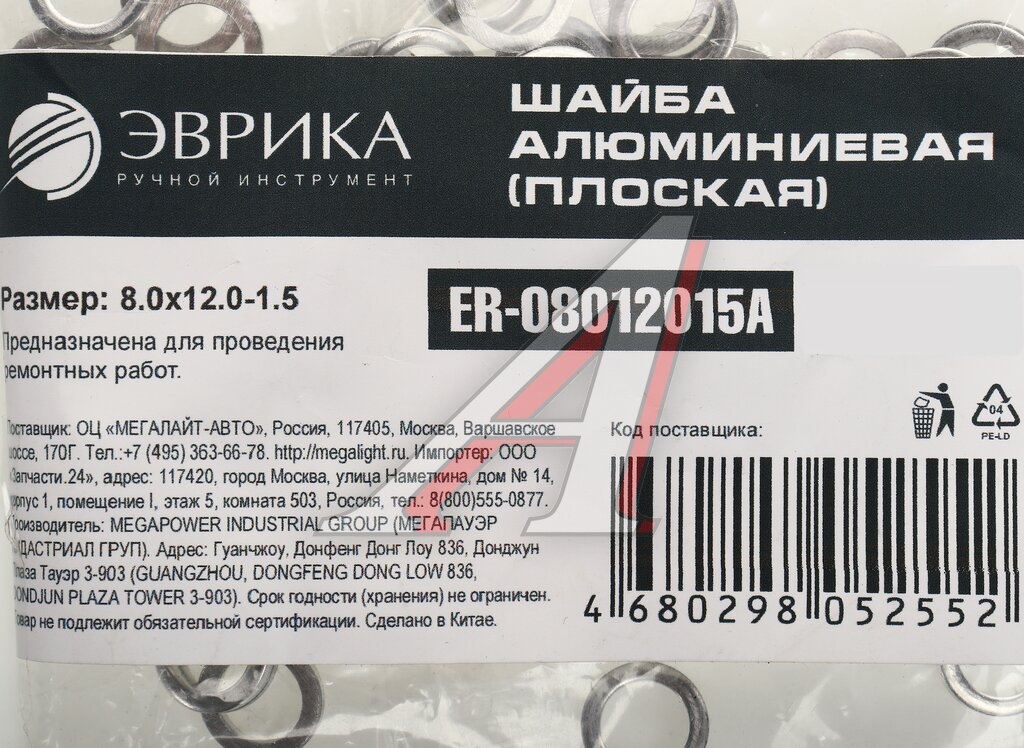 ЭВРИКА
РУЧНОЙ ИНСТРУМЕНТ
ШАЙБА
АЛЮМИНИЕВАЯ
(ПЛОСКАЯ)
Размер: 8.0х12.0-1.5
ER-08012015A
Предназначена для проведения
ремонтных работ.
Поставщик: ОЦ «МЕГАЛАЙТ-АВТО», Россия, 117405, Москва, Варшавское
шоссе, 170Г. Тел.:+7 (495) 363-66-78. http://megalight.ru. Импортер: ООО
«Запчасти.24», адрес: 117420, город Москва, улица Наметкина, дом № 14,
корпус 1, помещение I, этаж 5, комната 503, Россия, тел.: 8(800)555-0877.
Производитель: MEGAPOWER INDUSTRIAL GROUP (МЕГАПАУЭР
ИНДАСТРИАЛ ГРУП). Адрес: Гуанчжоу, Донфенг Донг Лоу 836, Донджун
Плаза Тауэр 3-903 (GUANGZHOU, DONGFENG DONG LOW 836,
DONDJUN PLAZA TOWER 3-903). Срок годности (хранения) не ограничен.
Товар не подлежит обязательной сертификации. Сделано в Китае.
Код поставщика:
04
PE-LD
4 680298 052552